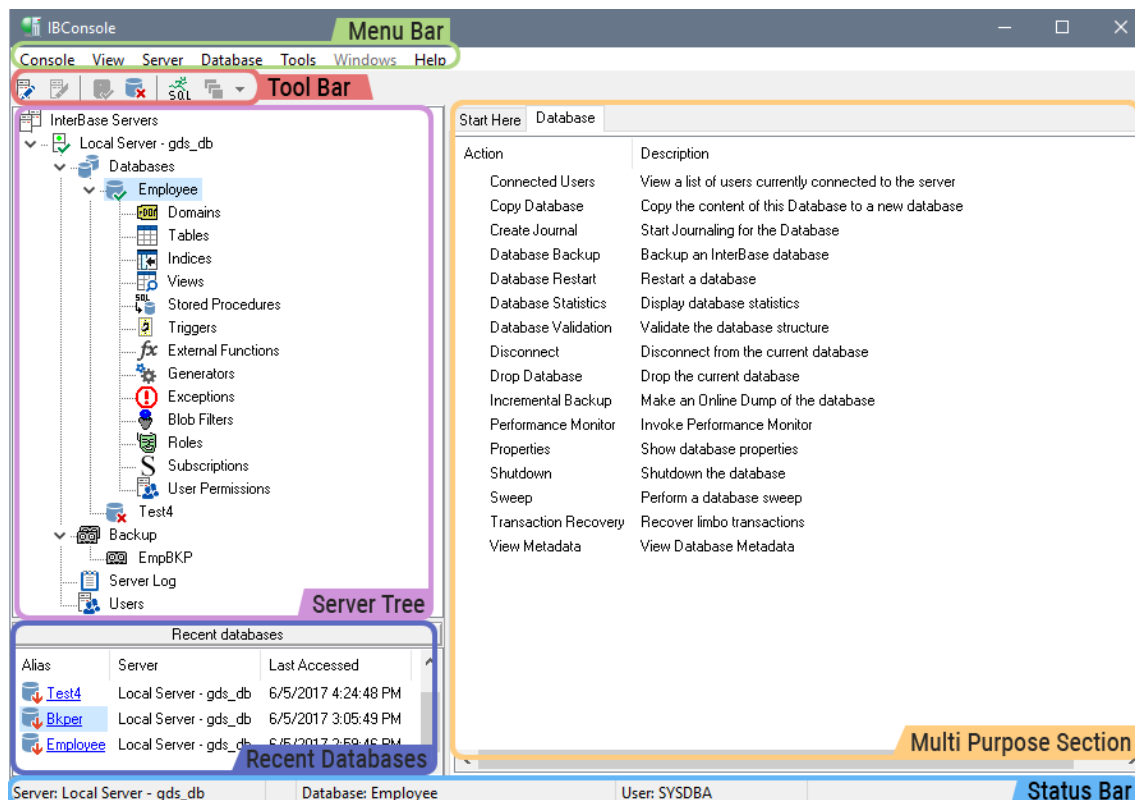 IBConsole
Menu Bar
Console View Server Database Tools Windows Help
SQL
Tool Bar
InterBase Servers
Local Server - gds_db
Databases
Employee
Domains
Tables
Indices
Views
SQL
Stored Procedures
Triggers
fx External Functions
Generators
Exceptions
Blob Filters
Roles
S Subscriptions
User Permissions
Test4
Backup
EmpBKP
Server Log
Users
Server Tree
Recent databases
Alias Server Last Accessed
Test4 Local Server - gds_db 6/5/2017 4:24:48 PM
Bkper Local Server - gds_db 6/5/2017 3:05:49 PM
Employee Local Server - gds_db 6/5/2017 2:59:46 PM
Recent Databases
Start Here Database
Action Description
Connected Users View a list of users currently connected to the server
Copy Database Copy the content of this Database to a new database
Create Journal Start Journaling for the Database
Database Backup Backup an InterBase database
Database Restart Restart a database
Database Statistics Display database statistics
Database Validation Validate the database structure
Disconnect Disconnect from the current database
Drop Database Drop the current database
Incremental Backup Make an Online Dump of the database
Performance Monitor Invoke Performance Monitor
Properties Show database properties
Shutdown Shutdown the database
Sweep Perform a database sweep
Transaction Recovery Recover limbo transactions
View Metadata View Database Metadata
Multi Purpose Section
Server: Local Server - gds_db Database: Employee User: SYSDBA
Status Bar